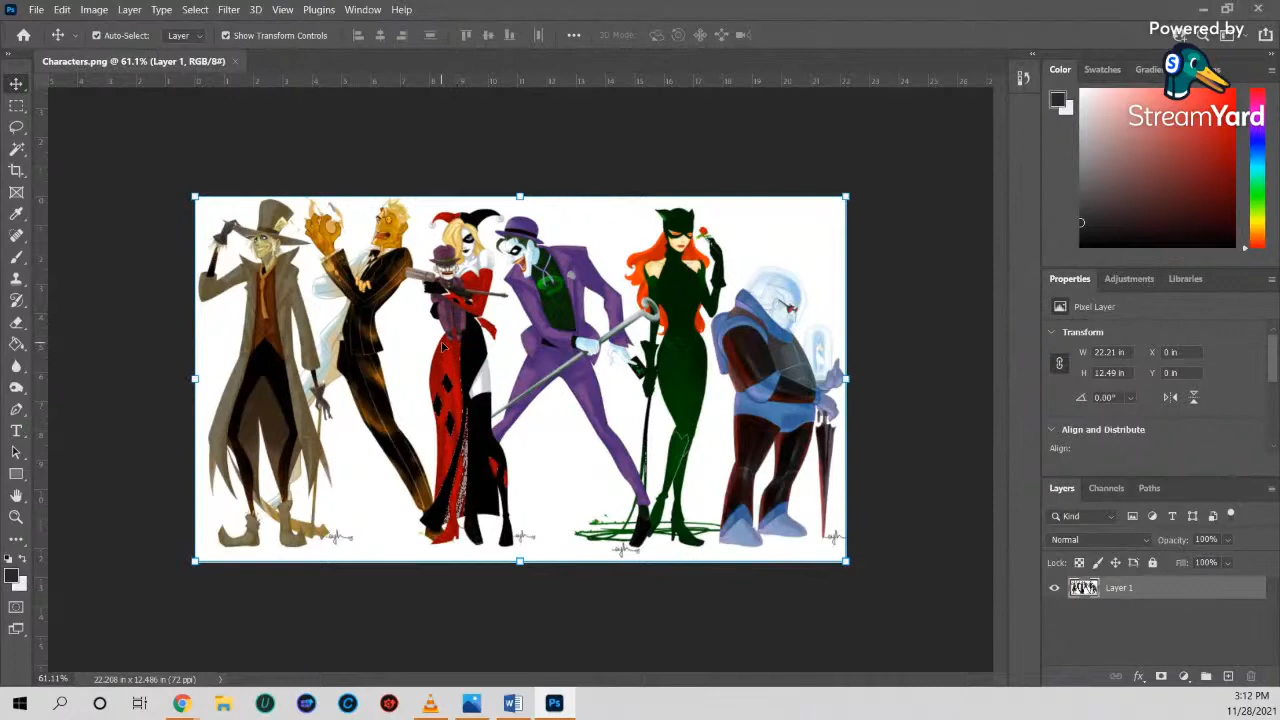 Ps File Edit Image Layer Type Select Filter 3D View Plugins Window Help
Powered by
StreamYard
Auto-Select: Layer Show Transform Controls 3D Mode:
Characters.png @ 61.1% (Layer 1, RGB/8#)
Color Swatches
Properties Adjustments Libraries
Pixel Layer
Transform
W 22.21 in X 0 in
H 12.49 in Y 0 in
0.00°
Align and Distribute
Align:
Layers Channels Paths
Kind
Normal Opacity: 100%
Lock: Fill: 100%
Layer 1
61.11% 22.208 in x 12.486 in (72 ppi)
3:12 PM
11/28/2021